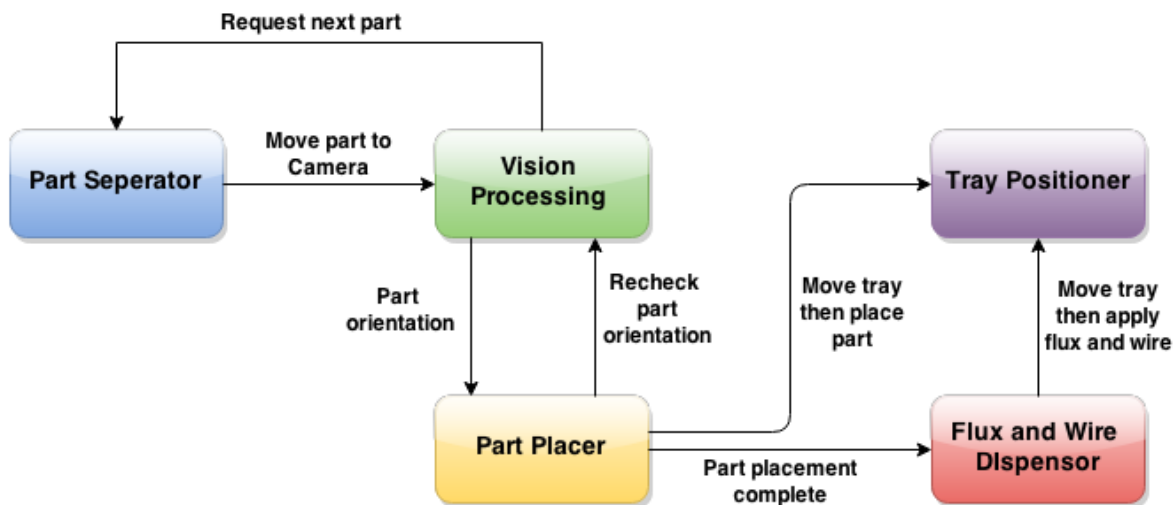 Request next part
Part Seperator
Move part to
Camera
Vision
Processing
Tray Positioner
Part
orientation
Recheck
part
orientation
Move tray
then place
part
Move tray
then apply
flux and wire
Part Placer
Part placement
complete
Flux and Wire
DIspensor